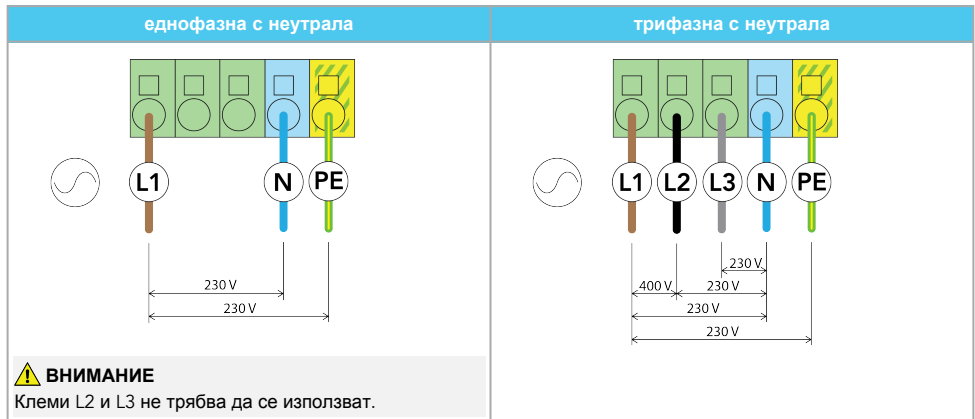 еднофазна с неутрала
L1 N PE
230 V
230 V
ВНИМАНИЕ
Клеми L2 и L3 не трябва да се използват.
трифазна с неутрала
L1 L2 L3 N PE
230 V
400 V 230 V
230 V
230 V